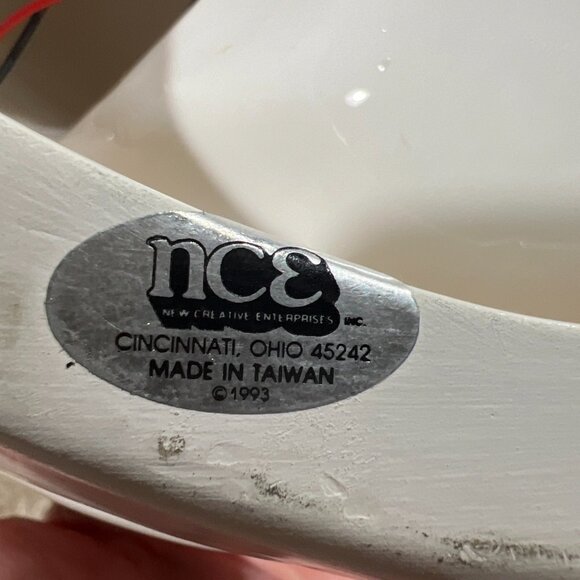 nce
NEW CREATIVE ENTERPRISES INC.
CINCINNATI, OHIO 45242
MADE IN TAIWAN
©1993